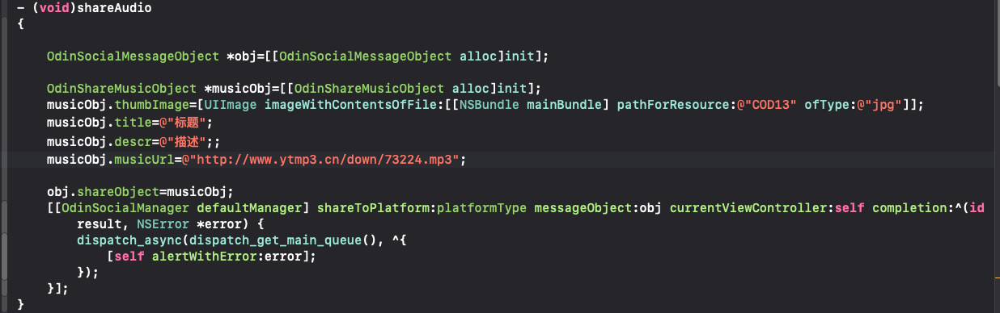 - (void)shareAudio
{
OdinSocialMessageObject *obj=[[OdinSocialMessageObject alloc]init];
OdinShareMusicObject *musicObj=[[OdinShareMusicObject alloc]init];
musicObj.thumbImage=[UIImage imageWithContentsOfFile:[[NSBundle mainBundle] pathForResource:@"COD13" ofType:@"jpg"]];
musicObj.title=@"标题";
musicObj.descr=@"描述";;
musicObj.musicUrl=@"http://www.ytmp3.cn/down/73224.mp3";
obj.shareObject=musicObj;
[[OdinSocialManager defaultManager] shareToPlatform:platformType messageObject:obj currentViewController:self completion:^(id
result, NSError *error) {
dispatch_async(dispatch_get_main_queue(), ^{
[self alertWithError:error];
});
}];
}